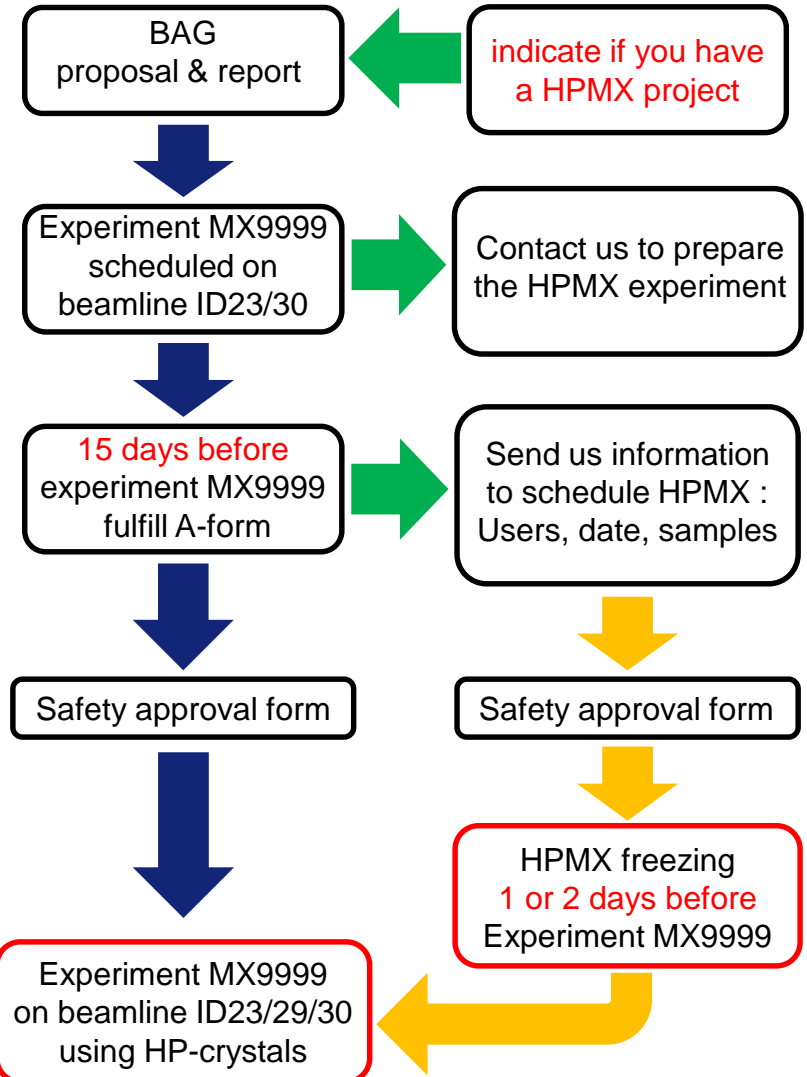 BAG
proposal & report
indicate if you have
a HPMX project
Experiment MX9999
scheduled on
beamline ID23/30
Contact us to prepare
the HPMX experiment
15 days before
experiment MX9999
fulfill A-form
Send us information
to schedule HPMX :
Users, date, samples
Safety approval form
Safety approval form
HPMX freezing
1 or 2 days before
Experiment MX9999
Experiment MX9999
on beamline ID23/29/30
using HP-crystals